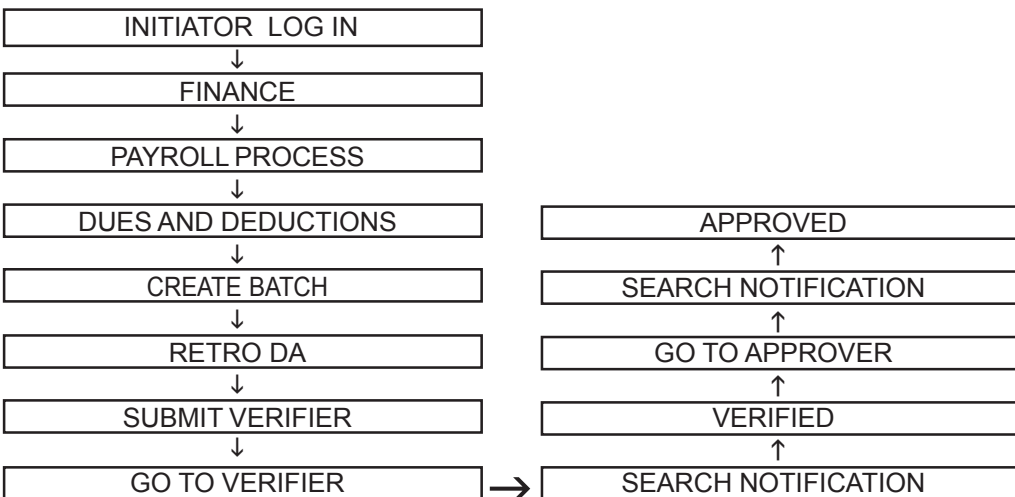 INITIATOR LOG IN
↓
FINANCE
↓
PAYROLL PROCESS
↓
DUES AND DEDUCTIONS
↓
CREATE BATCH
↓
RETRO DA
↓
SUBMIT VERIFIER
↓
GO TO VERIFIER
→
SEARCH NOTIFICATION
↑
VERIFIED
↑
GO TO APPROVER
↑
SEARCH NOTIFICATION
↑
APPROVED